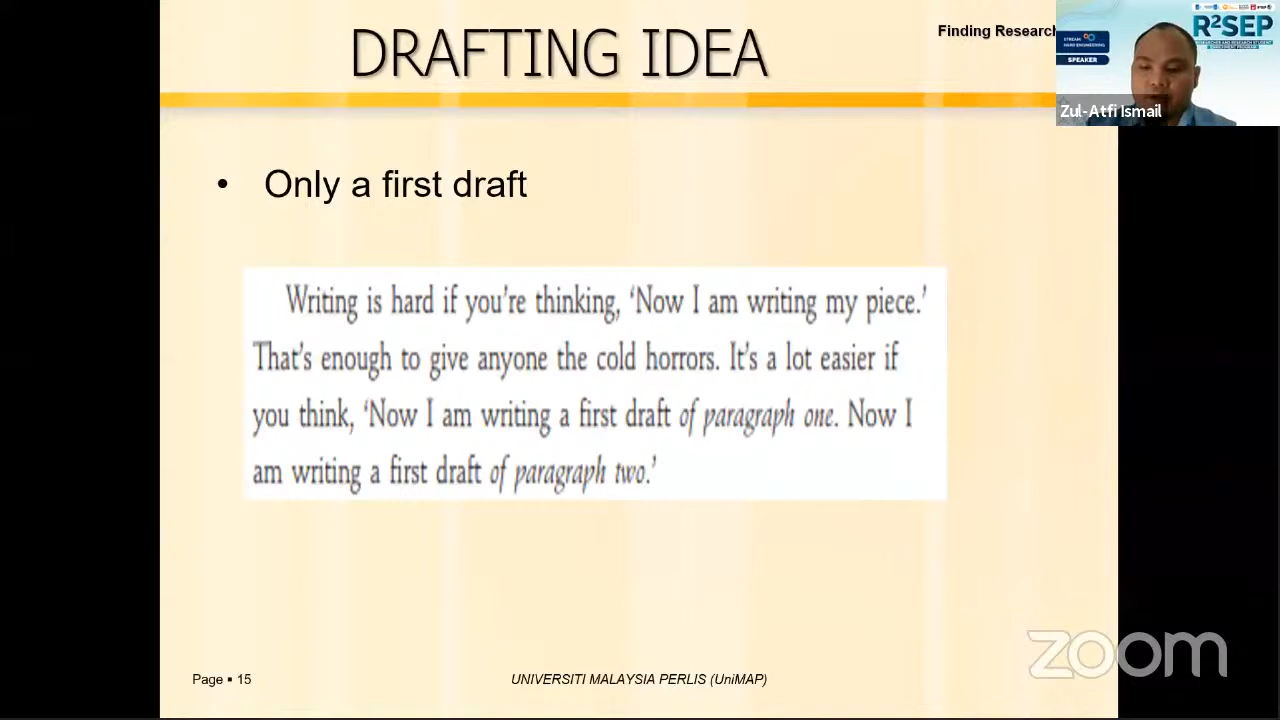 DRAFTING IDEA
Finding Research
R²SEP
STREAM:
HARD ENGINEERING
SPEAKER
Zul-Atfi Ismail
• Only a first draft
Writing is hard if you're thinking, ‘Now I am writing my piece.’
That's enough to give anyone the cold horrors. It's a lot easier if
you think, ‘Now I am writing a first draft of paragraph one. Now I
am writing a first draft of paragraph two.’
Page ▪ 15
UNIVERSITI MALAYSIA PERLIS (UniMAP)
zoom